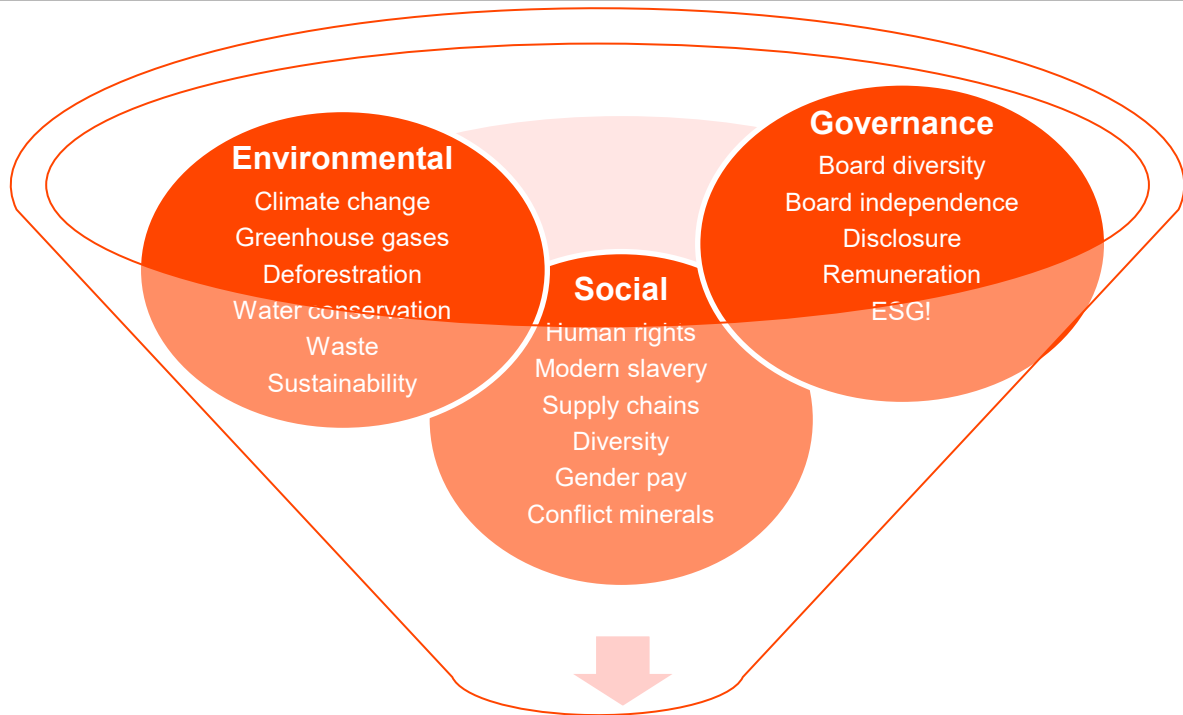 Environmental
Climate change
Greenhouse gases
Deforestration
Water conservation
Waste
Sustainability
Social
Human rights
Modern slavery
Supply chains
Diversity
Gender pay
Conflict minerals
Governance
Board diversity
Board independence
Disclosure
Remuneration
ESG!